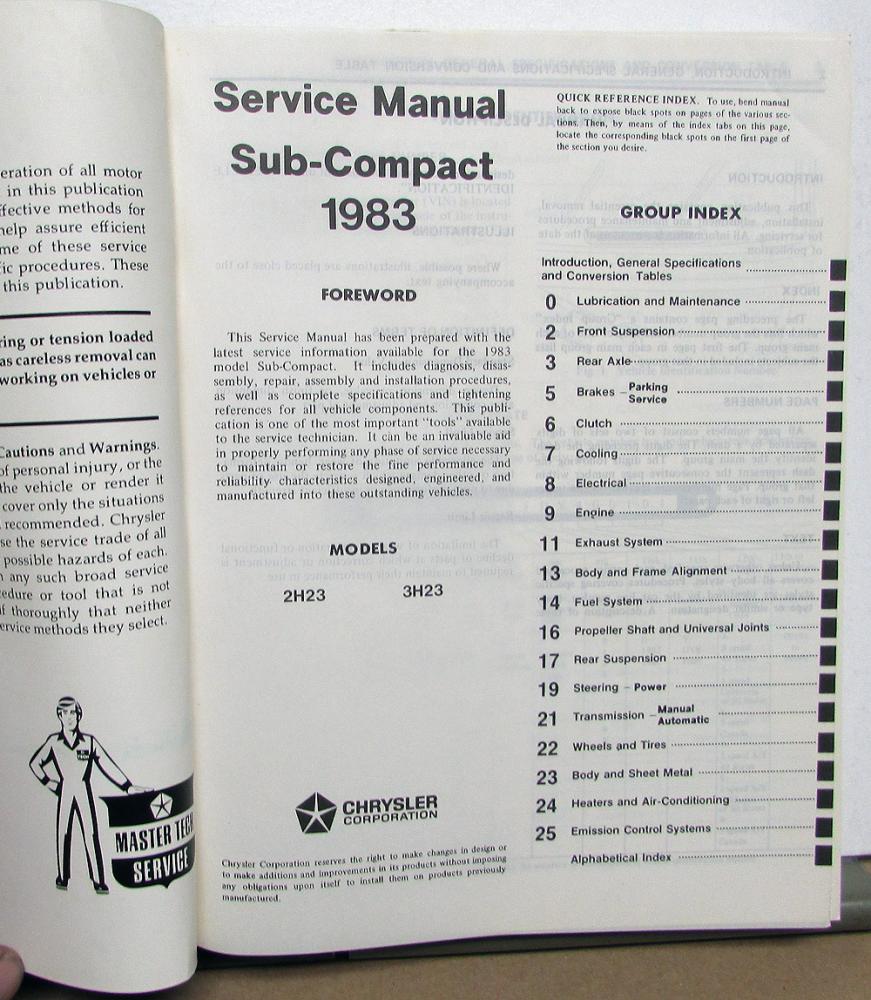 eration of all motor
in this publication
ffective methods for
help assure efficient
me of these service
ic procedures. These
this publication.
ring or tension loaded
as careless removal can
working on vehicles or
Cautions and Warnings.
of personal injury, or the
the vehicle or render it
cover only the situations
recommended. Chrysler
se the service trade of all
possible hazards of each.
any such broad service
cedure or tool that is not
f thoroughly that neither
ervice methods they select.
MASTER TECH
SERVICE
Service Manual
Sub-Compact
1983
FOREWORD
This Service Manual has been prepared with the
latest service information available for the 1983
model Sub-Compact. It includes diagnosis, disas-
sembly, repair, assembly and installation procedures,
as well as complete specifications and tightening
references for all vehicle components. This publi-
cation is one of the most important "tools" available
to the service technician. It can be an invaluable aid
in properly performing any phase of service necessary
to maintain or restore the fine performance and
reliability characteristics designed, engineered, and
manufactured into these outstanding vehicles.
MODELS
2H23 3H23
CHRYSLER
CORPORATION
Chrysler Corporation reserves the right to make changes in design or
to make additions and improvements in its products without imposing
any obligations upon itself to install them on products previously
manufactured.
QUICK REFERENCE INDEX. To use, bend manual
back to expose black spots on pages of the various sec-
tions. Then, by means of the index tabs on this page,
locate the corresponding black spots on the first page of
the section you desire.
GROUP INDEX
Introduction, General Specifications
and Conversion Tables
0 Lubrication and Maintenance
2 Front Suspension
3 Rear Axle
5 Brakes – Parking
Service
6 Clutch
7 Cooling
8 Electrical
9 Engine
11 Exhaust System
13 Body and Frame Alignment
14 Fuel System
16 Propeller Shaft and Universal Joints
17 Rear Suspension
19 Steering – Power
21 Transmission – Manual
Automatic
22 Wheels and Tires
23 Body and Sheet Metal
24 Heaters and Air-Conditioning
25 Emission Control Systems
Alphabetical Index